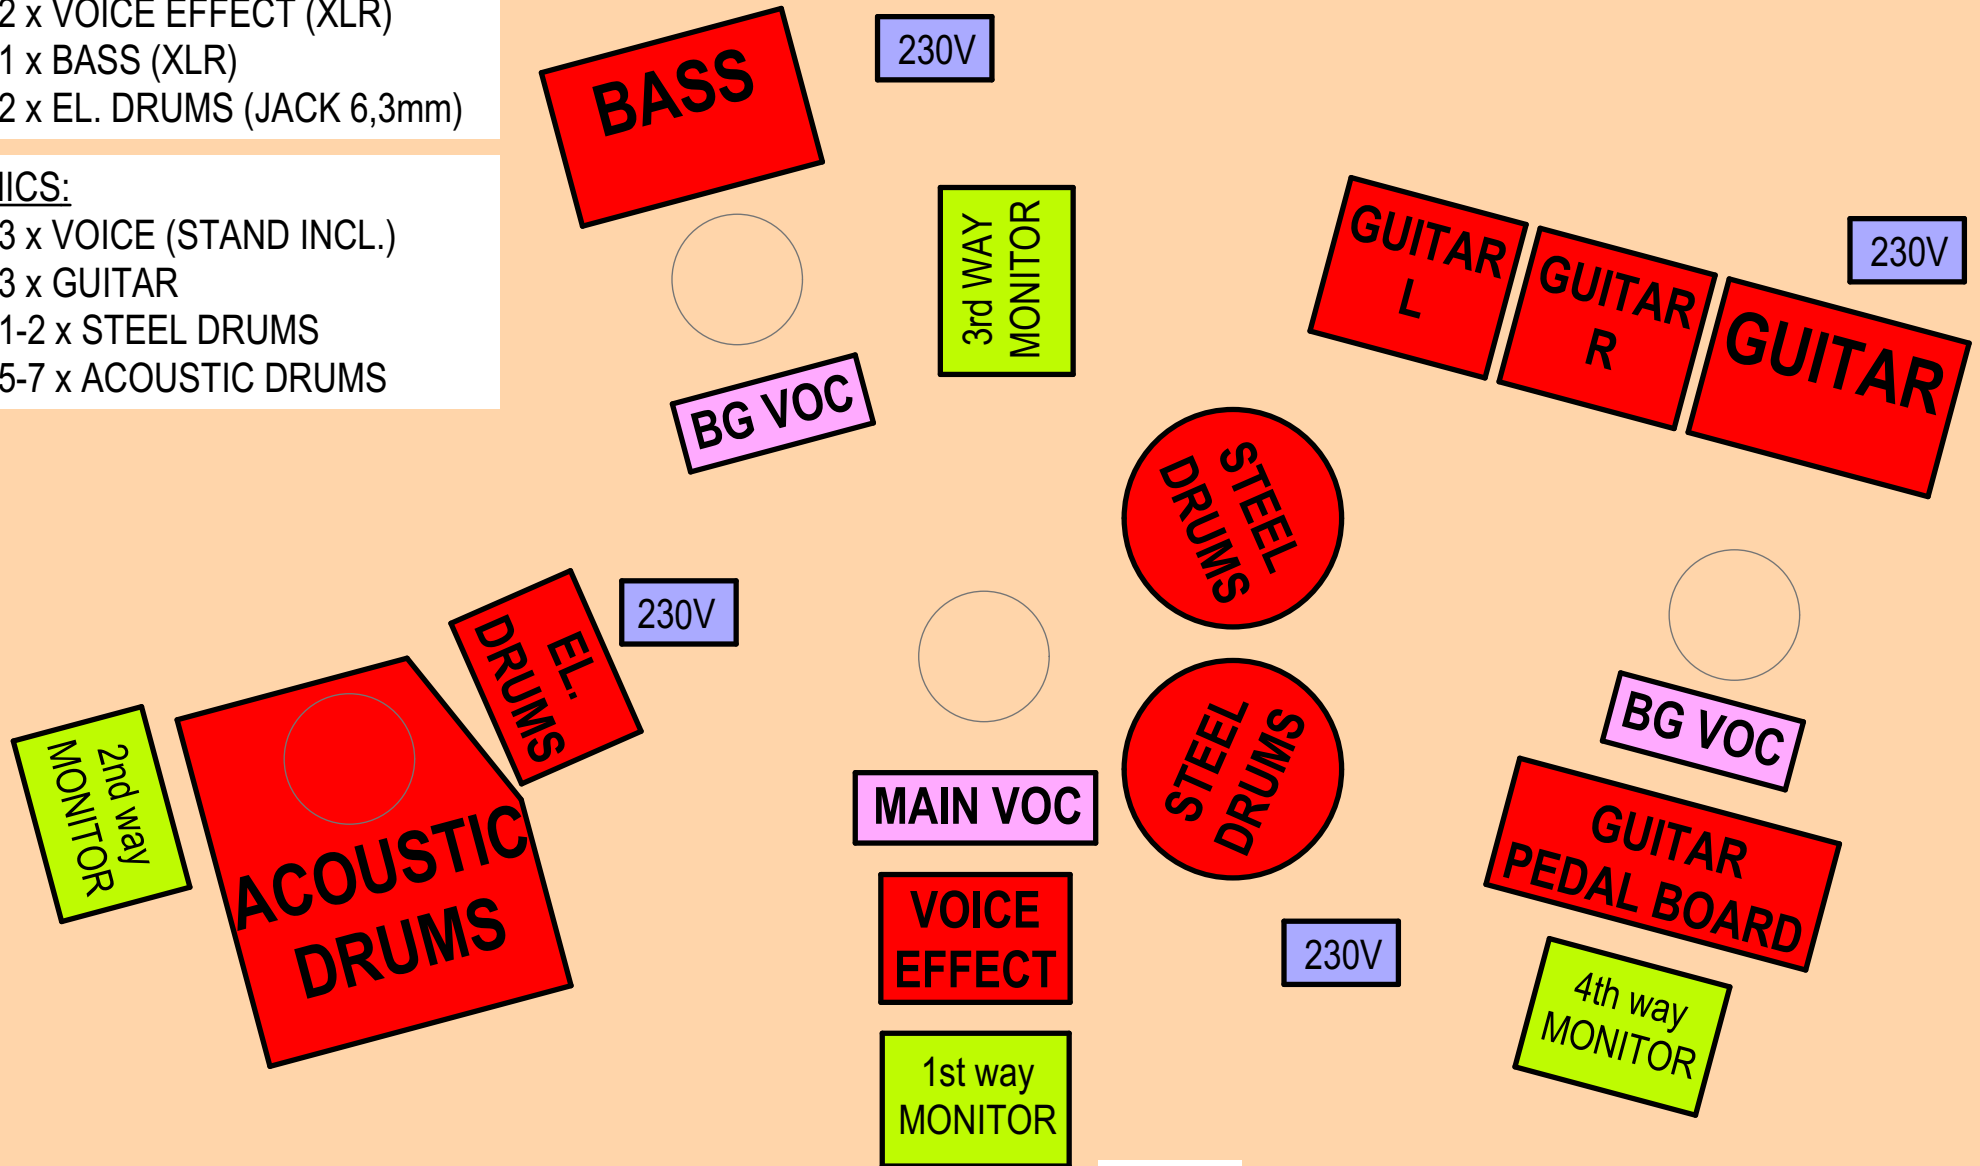 2 x VOICE EFFECT (XLR)
1 x BASS (XLR)
2 x EL. DRUMS (JACK 6,3mm)
MICS:
3 x VOICE (STAND INCL.)
3 x GUITAR
1-2 x STEEL DRUMS
5-7 x ACOUSTIC DRUMS
BASS
230V
3rd WAY
MONITOR
BG VOC
GUITAR
L
GUITAR
R
GUITAR
230V
STEEL
DRUMS
EL.
DRUMS
230V
2nd way
MONITOR
ACOUSTIC
DRUMS
MAIN VOC
STEEL
DRUMS
BG VOC
GUITAR
PEDAL BOARD
VOICE
EFFECT
230V
4th way
MONITOR
1st way
MONITOR